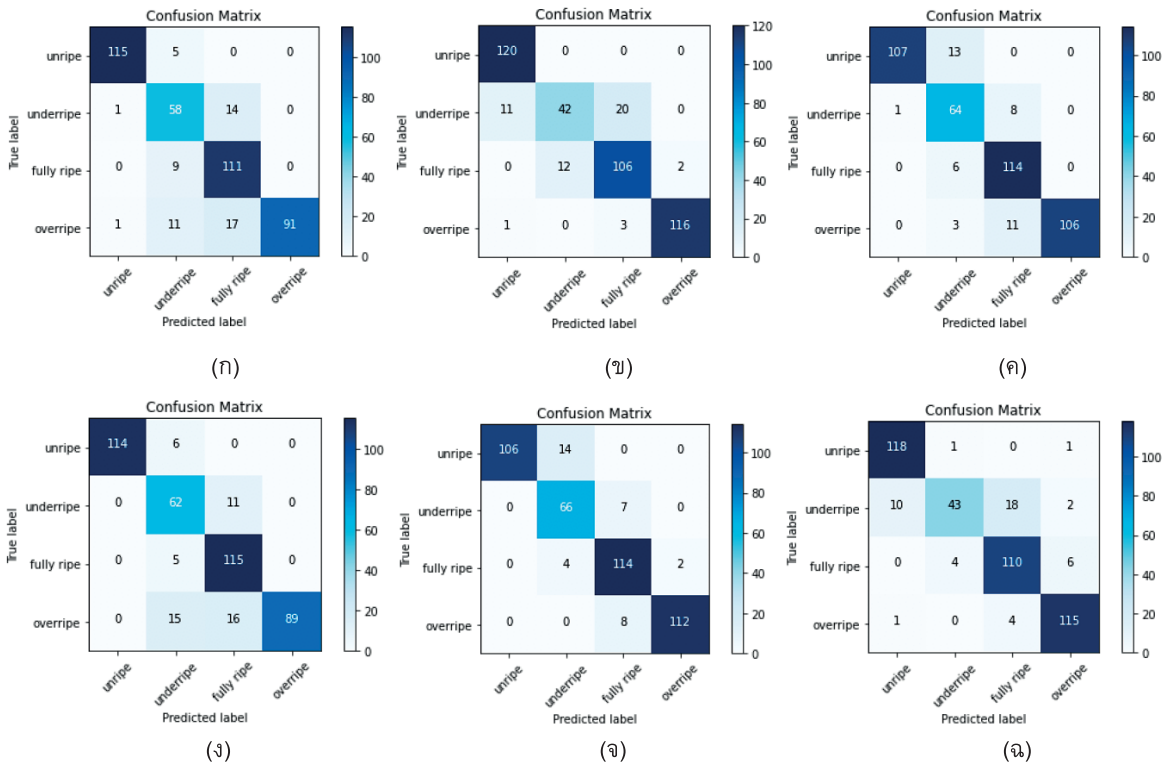 Confusion Matrix
unripe 115 5 0 0
underripe 1 58 14 0
fully ripe 0 9 111 0
overripe 1 11 17 91
True label
unripe underripe fully ripe overripe
Predicted label
100
80
60
40
20
0
(ก)
Confusion Matrix
unripe 120 0 0 0
underripe 11 42 20 0
fully ripe 0 12 106 2
overripe 1 0 3 116
True label
unripe underripe fully ripe overripe
Predicted label
120
100
80
60
40
20
0
(ข)
Confusion Matrix
unripe 107 13 0 0
underripe 1 64 8 0
fully ripe 0 6 114 0
overripe 0 3 11 106
True label
unripe underripe fully ripe overripe
Predicted label
100
80
60
40
20
0
(ค)
Confusion Matrix
unripe 114 6 0 0
underripe 0 62 11 0
fully ripe 0 5 115 0
overripe 0 15 16 89
True label
unripe underripe fully ripe overripe
Predicted label
100
80
60
40
20
0
(ง)
Confusion Matrix
unripe 106 14 0 0
underripe 0 66 7 0
fully ripe 0 4 114 2
overripe 0 0 8 112
True label
unripe underripe fully ripe overripe
Predicted label
100
80
60
40
20
0
(จ)
Confusion Matrix
unripe 118 1 0 1
underripe 10 43 18 2
fully ripe 0 4 110 6
overripe 1 0 4 115
True label
unripe underripe fully ripe overripe
Predicted label
100
80
60
40
20
0
(ฉ)